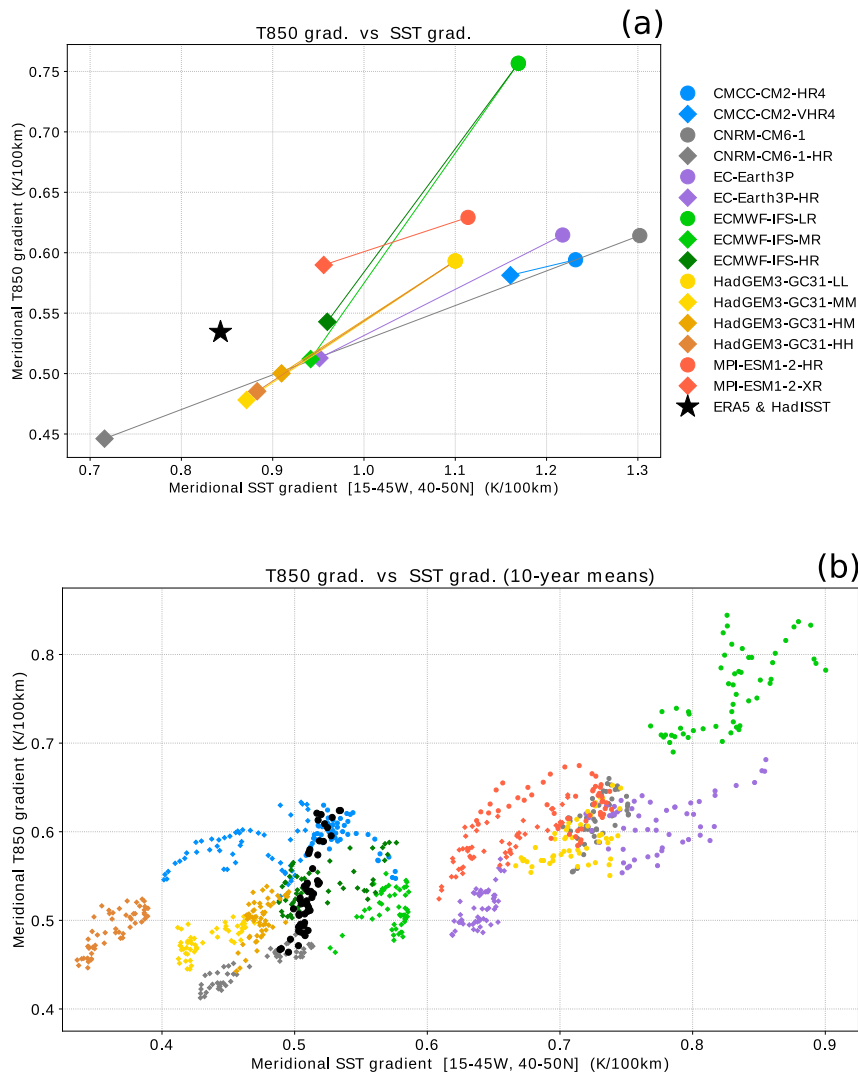 (a)
T850 grad.  vs  SST grad.
Meridional T850 gradient (K/100km)
0.75
0.70
0.65
0.60
0.55
0.50
0.45
0.7 0.8 0.9 1.0 1.1 1.2 1.3
Meridional SST gradient  [15-45W, 40-50N]  (K/100km)
CMCC-CM2-HR4
CMCC-CM2-VHR4
CNRM-CM6-1
CNRM-CM6-1-HR
EC-Earth3P
EC-Earth3P-HR
ECMWF-IFS-LR
ECMWF-IFS-MR
ECMWF-IFS-HR
HadGEM3-GC31-LL
HadGEM3-GC31-MM
HadGEM3-GC31-HM
HadGEM3-GC31-HH
MPI-ESM1-2-HR
MPI-ESM1-2-XR
ERA5 & HadISST
(b)
T850 grad.  vs  SST grad. (10-year means)
Meridional T850 gradient (K/100km)
0.8
0.7
0.6
0.5
0.4
0.4 0.5 0.6 0.7 0.8 0.9
Meridional SST gradient  [15-45W, 40-50N]  (K/100km)